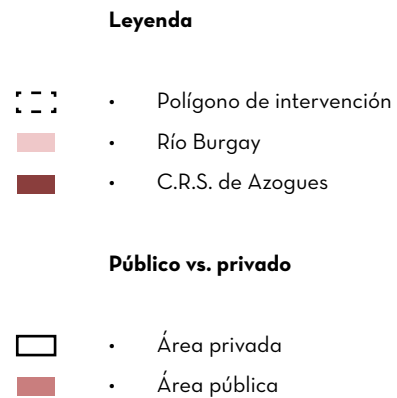 Leyenda
• Polígono de intervención
• Río Burgay
• C.R.S. de Azogues
Público vs. privado
• Área privada
• Área pública